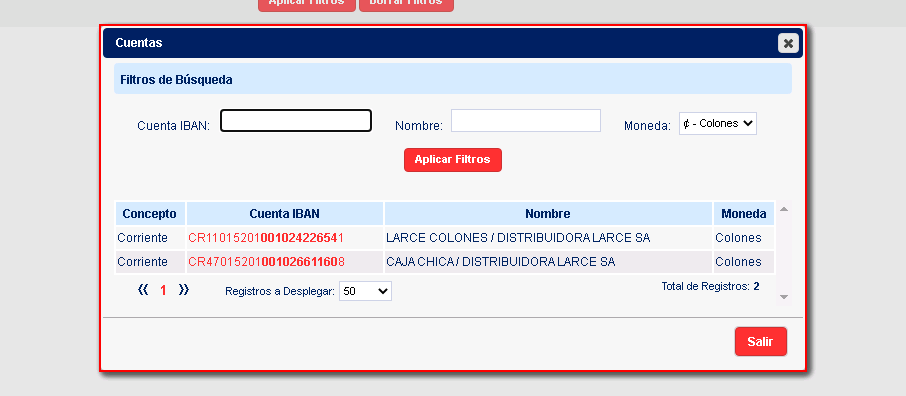 Aplicar Filtros Borrar Filtros
Cuentas
Filtros de Búsqueda
Cuenta IBAN: Nombre: Moneda: ¢ - Colones
Aplicar Filtros
Concepto Cuenta IBAN Nombre Moneda
Corriente CR11015201001024226541 LARCE COLONES / DISTRIBUIDORA LARCE SA Colones
Corriente CR47015201001026611608 CAJA CHICA / DISTRIBUIDORA LARCE SA Colones
« 1 » Registros a Desplegar: 50 Total de Registros: 2
Salir